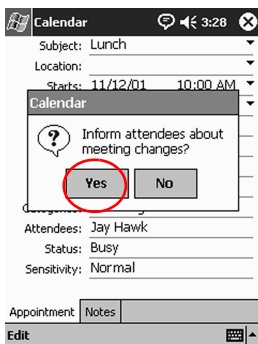 Calendar 3:28
Subject: Lunch
Location:
Starts: 11/12/01 10:00 AM
Calendar
Inform attendees about
meeting changes?
Yes No
Attendees: Jay Hawk
Status: Busy
Sensitivity: Normal
Appointment Notes
Edit